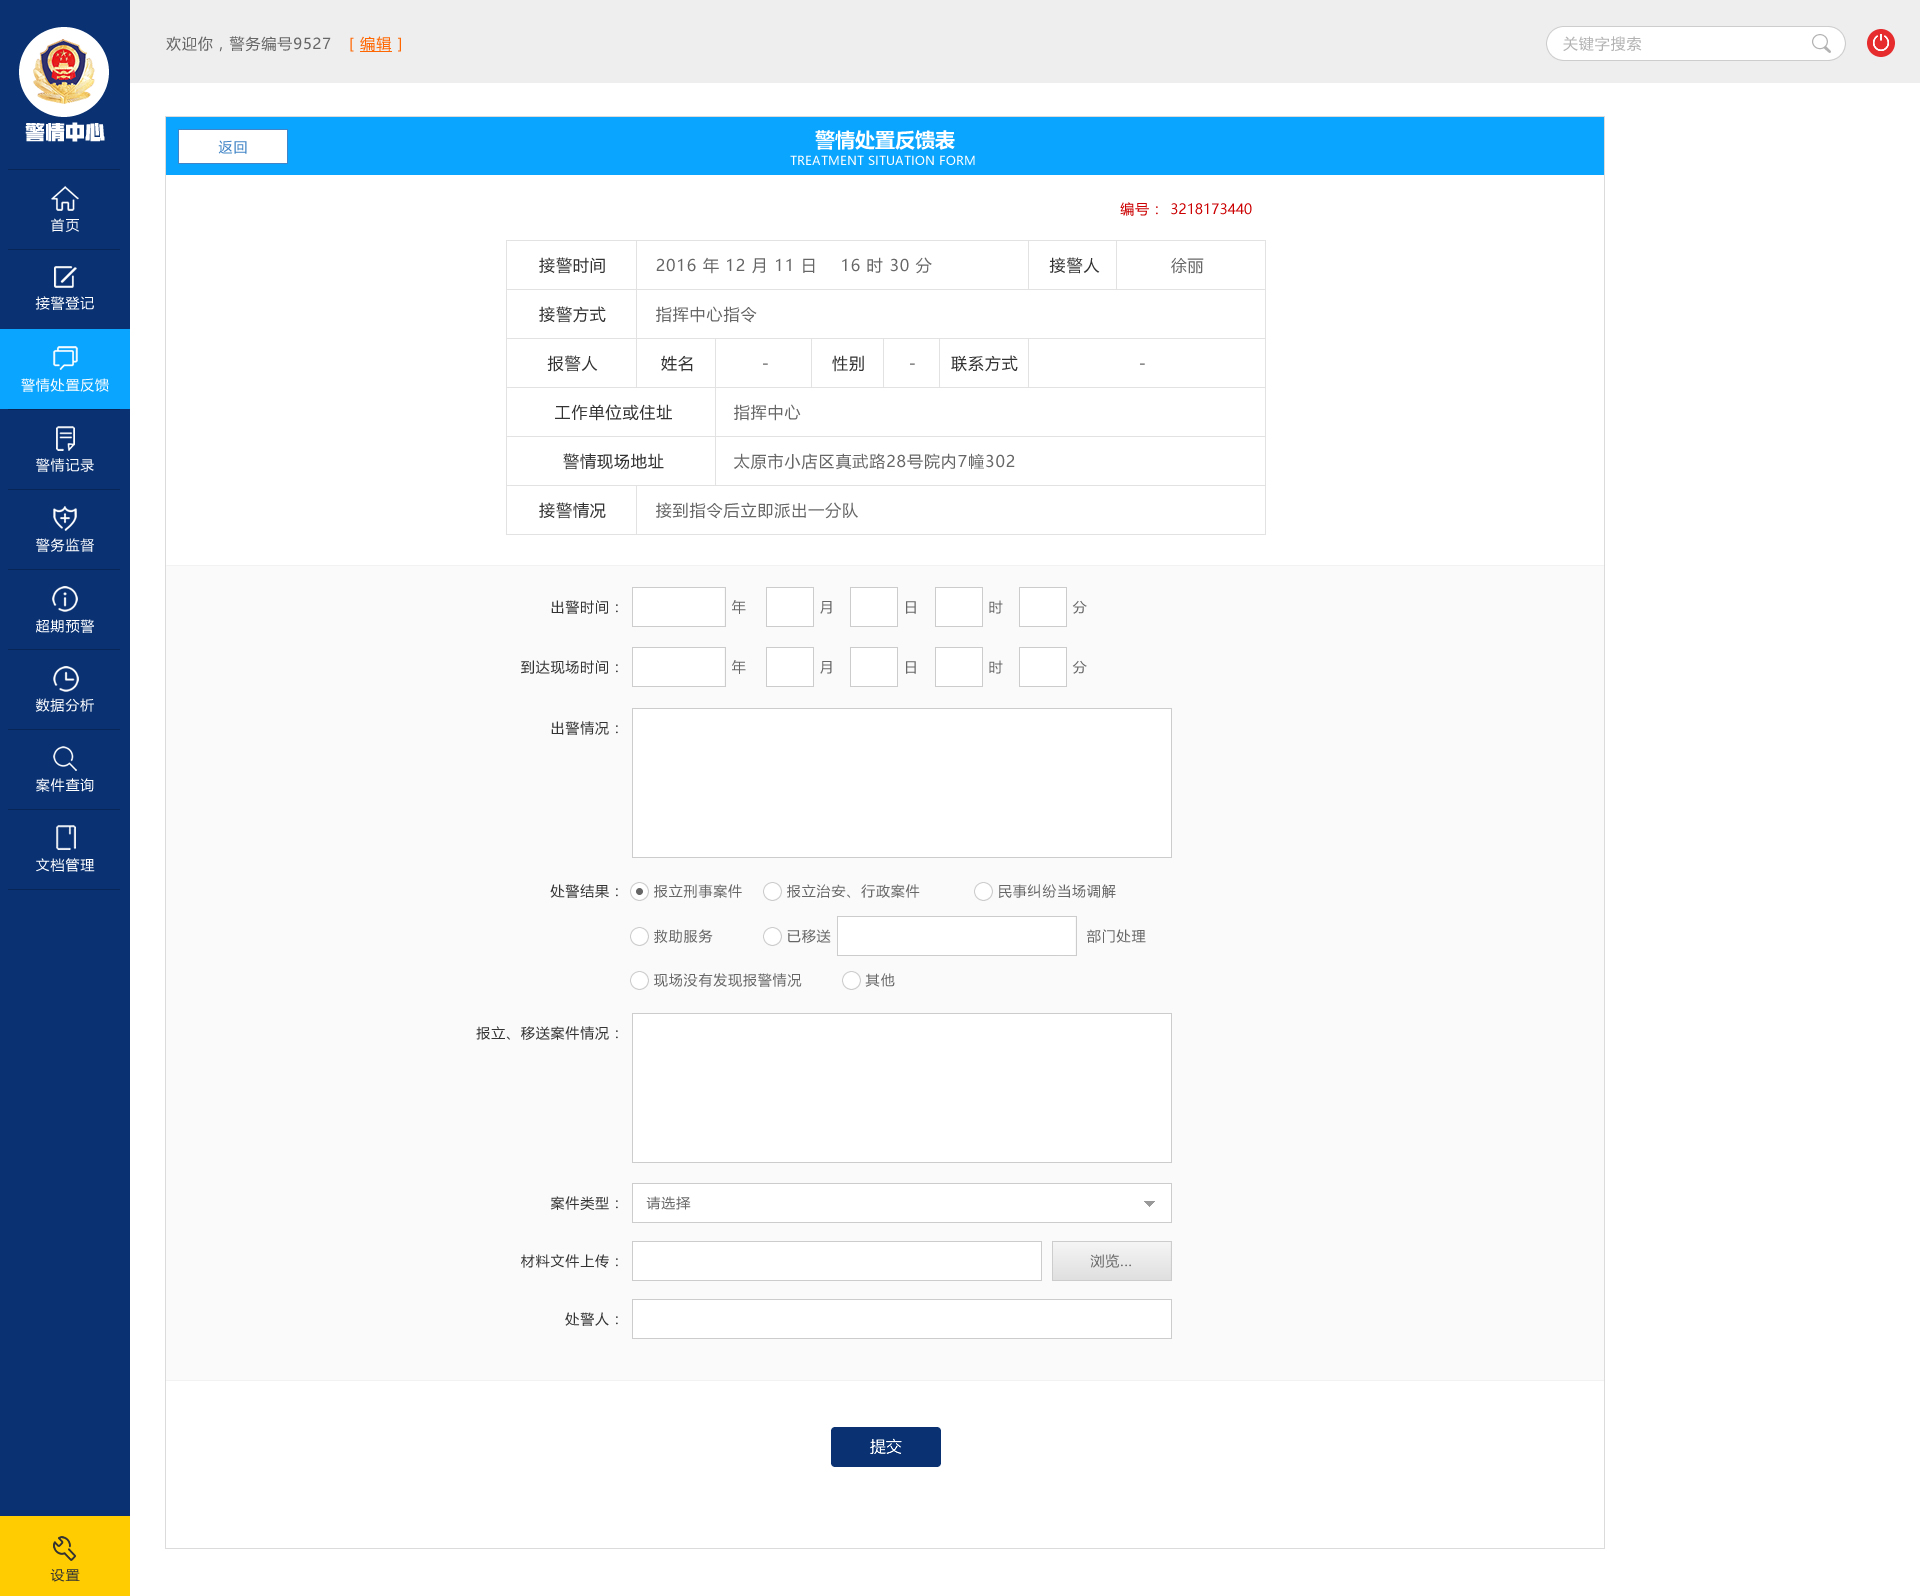 欢迎你，警务编号9527 [ 编辑 ]
关键字搜索
警情中心
首页
接警登记
警情处置反馈
警情记录
警务监督
超期预警
数据分析
案件查询
文档管理
设置
返回
警情处置反馈表
TREATMENT SITUATION FORM
编号： 3218173440
接警时间 2016 年 12 月 11 日 16 时 30 分 接警人 徐丽
接警方式 指挥中心指令
报警人 姓名 - 性别 - 联系方式 -
工作单位或住址 指挥中心
警情现场地址 太原市小店区真武路28号院内7幢302
接警情况 接到指令后立即派出一分队
出警时间： 年 月 日 时 分
到达现场时间： 年 月 日 时 分
出警情况：
处警结果： 报立刑事案件 报立治安、行政案件 民事纠纷当场调解
救助服务 已移送 部门处理
现场没有发现报警情况 其他
报立、移送案件情况：
案件类型： 请选择
材料文件上传： 浏览...
处警人：
提交